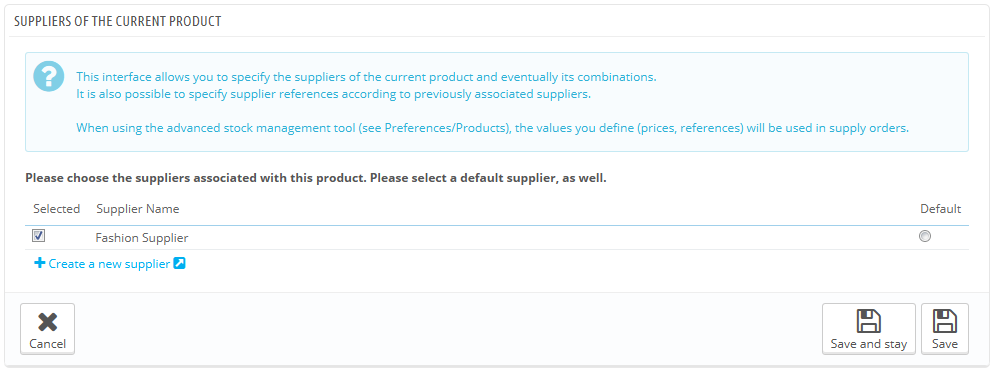 SUPPLIERS OF THE CURRENT PRODUCT
This interface allows you to specify the suppliers of the current product and eventually its combinations.
It is also possible to specify supplier references according to previously associated suppliers.
When using the advanced stock management tool (see Preferences/Products), the values you define (prices, references) will be used in supply orders.
Please choose the suppliers associated with this product. Please select a default supplier, as well.
Selected Supplier Name Default
Fashion Supplier
Create a new supplier
Cancel Save and stay Save